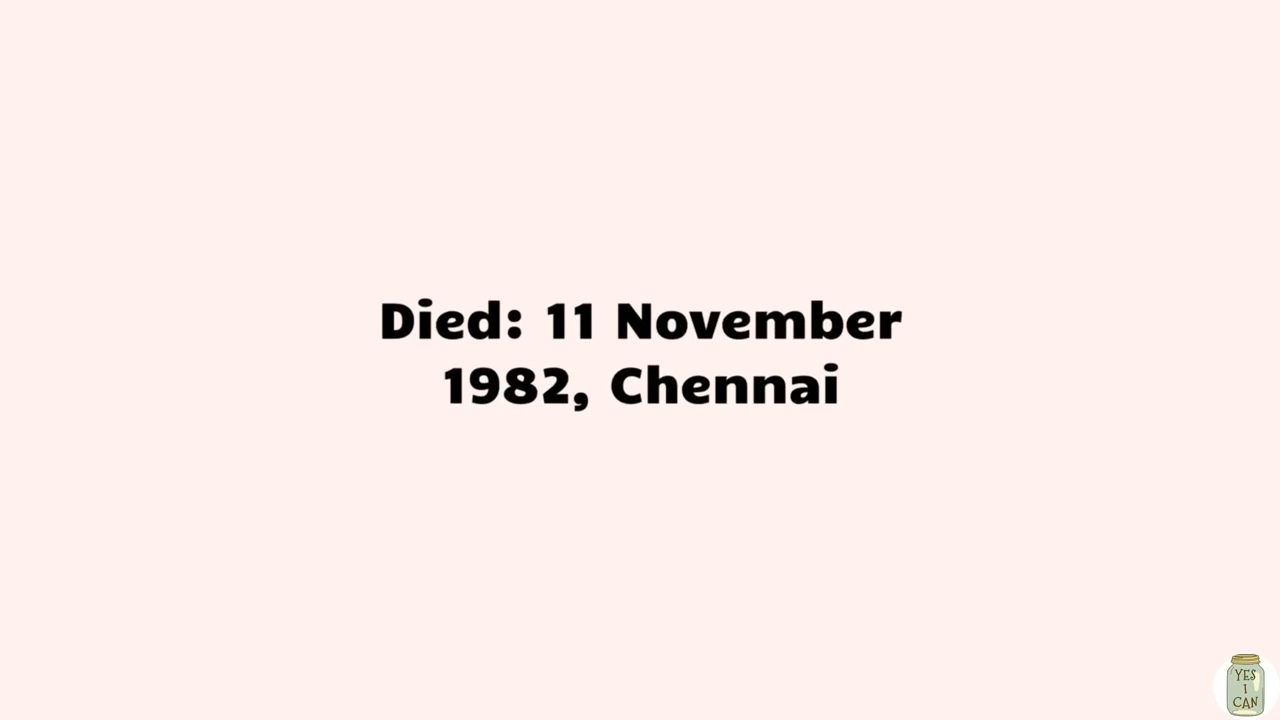 Died: 11 November
1982, Chennai
YES
I
CAN